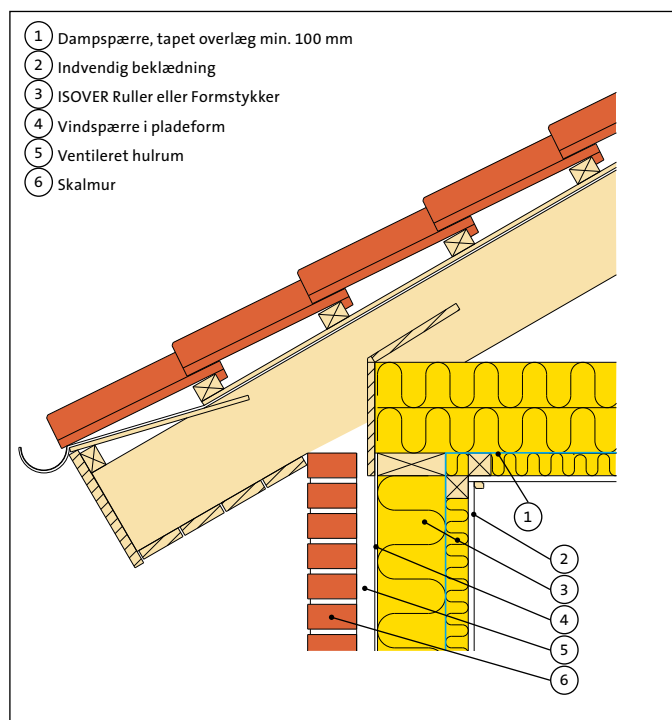 1 Dampspærre, tapet overlæg min. 100 mm
2 Indvendig beklædning
3 ISOVER Ruller eller Formstykker
4 Vindspærre i pladeform
5 Ventileret hulrum
6 Skalmur
1
2
3
4
5
6